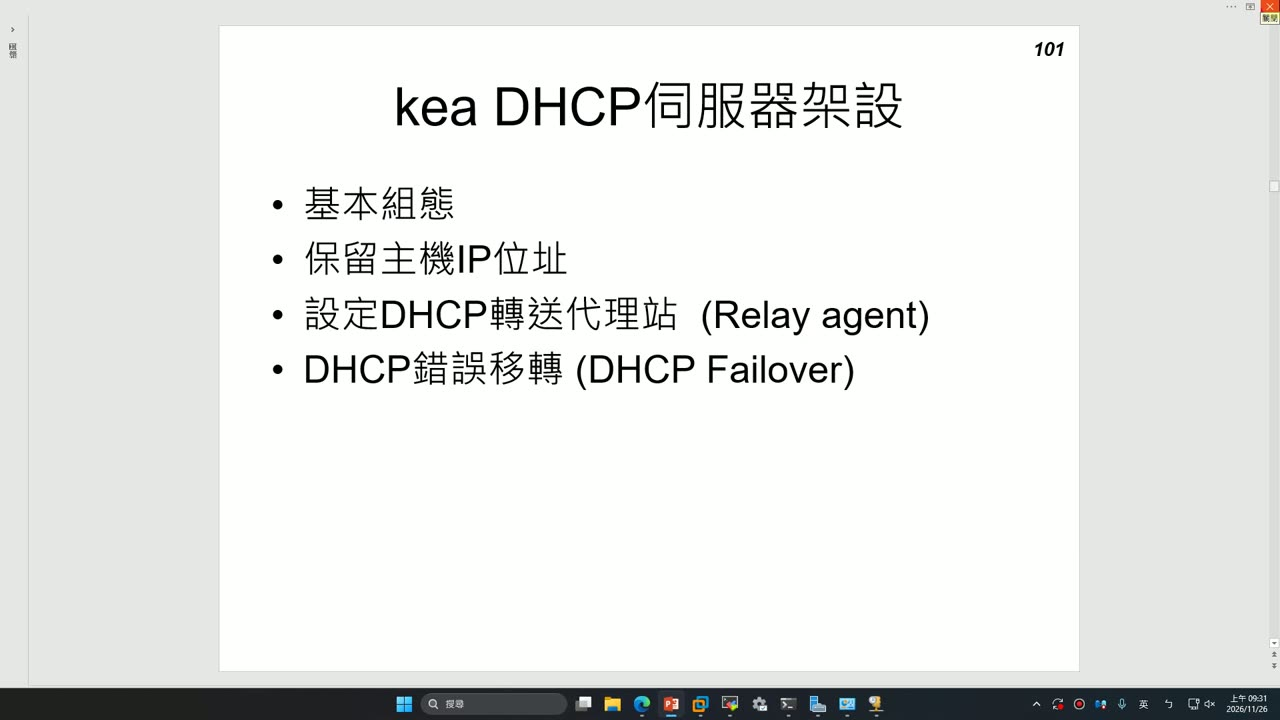 101
kea DHCP伺服器架設
• 基本組態
• 保留主機IP位址
• 設定DHCP轉送代理站 (Relay agent)
• DHCP錯誤移轉 (DHCP Failover)
搜尋
英
ㄅ
上午 09:31
2026/11/26